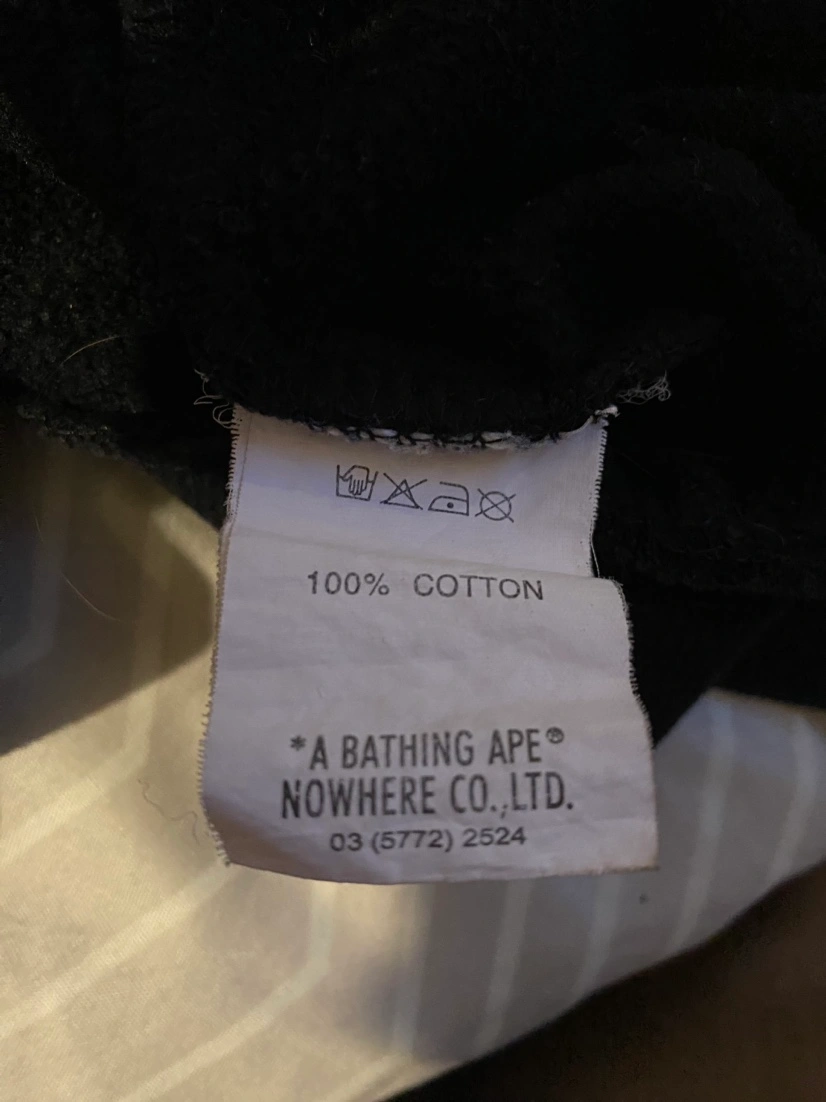 100% COTTON
*A BATHING APE®
NOWHERE CO.,LTD.
03 (5772) 2524